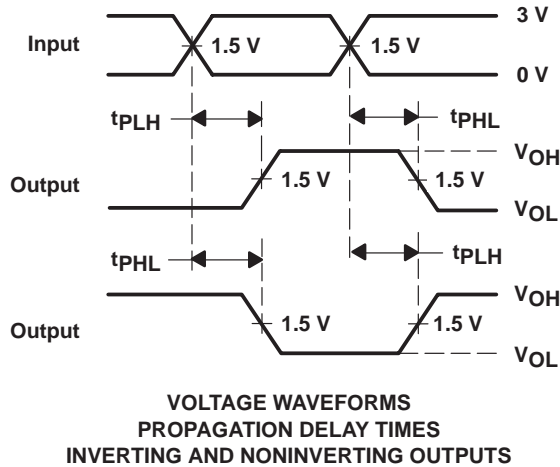 3 V
Input
1.5 V
1.5 V
0 V
tPLH
tPHL
VOH
Output
1.5 V
1.5 V
VOL
tPHL
tPLH
VOH
Output
1.5 V
1.5 V
VOL
VOLTAGE WAVEFORMS
PROPAGATION DELAY TIMES
INVERTING AND NONINVERTING OUTPUTS